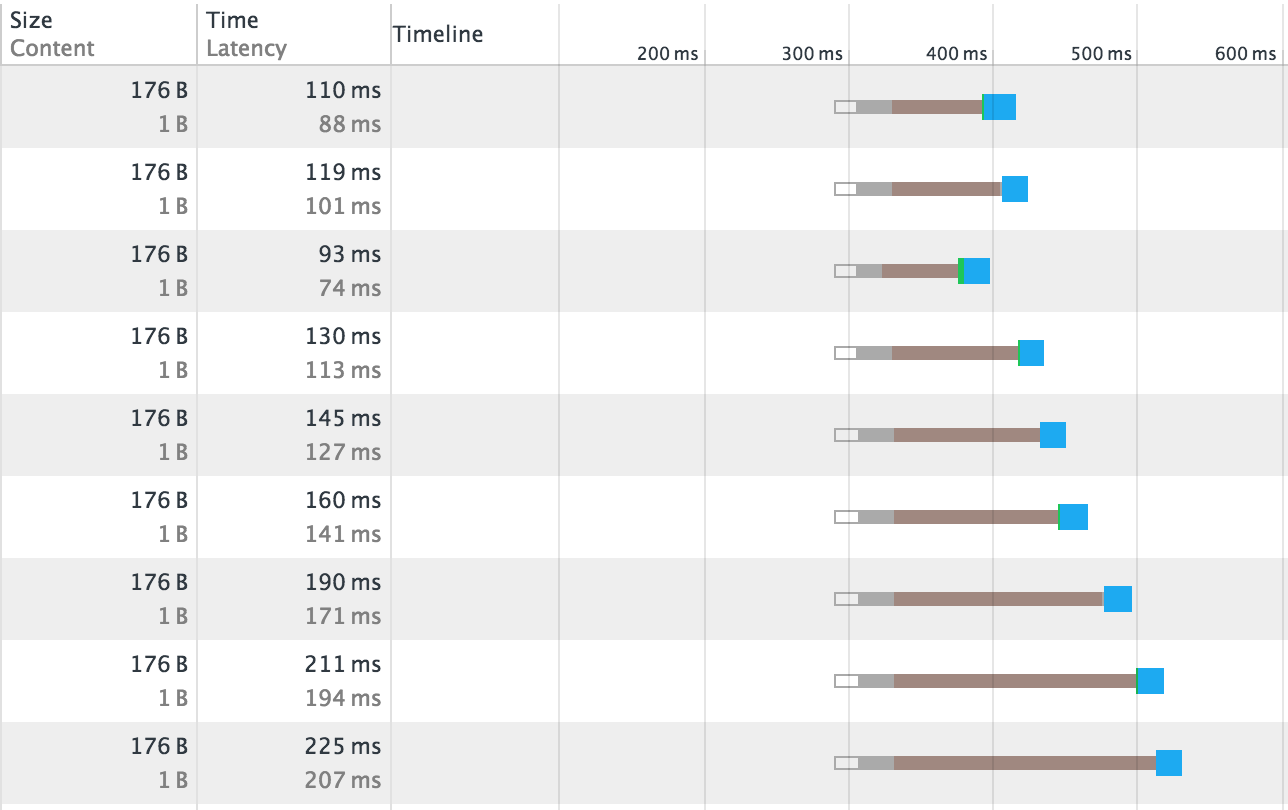 Size
Content
Time
Latency
Timeline
200 ms
300 ms
400 ms
500 ms
600 ms
176 B
1 B
110 ms
88 ms
176 B
1 B
119 ms
101 ms
176 B
1 B
93 ms
74 ms
176 B
1 B
130 ms
113 ms
176 B
1 B
145 ms
127 ms
176 B
1 B
160 ms
141 ms
176 B
1 B
190 ms
171 ms
176 B
1 B
211 ms
194 ms
176 B
1 B
225 ms
207 ms